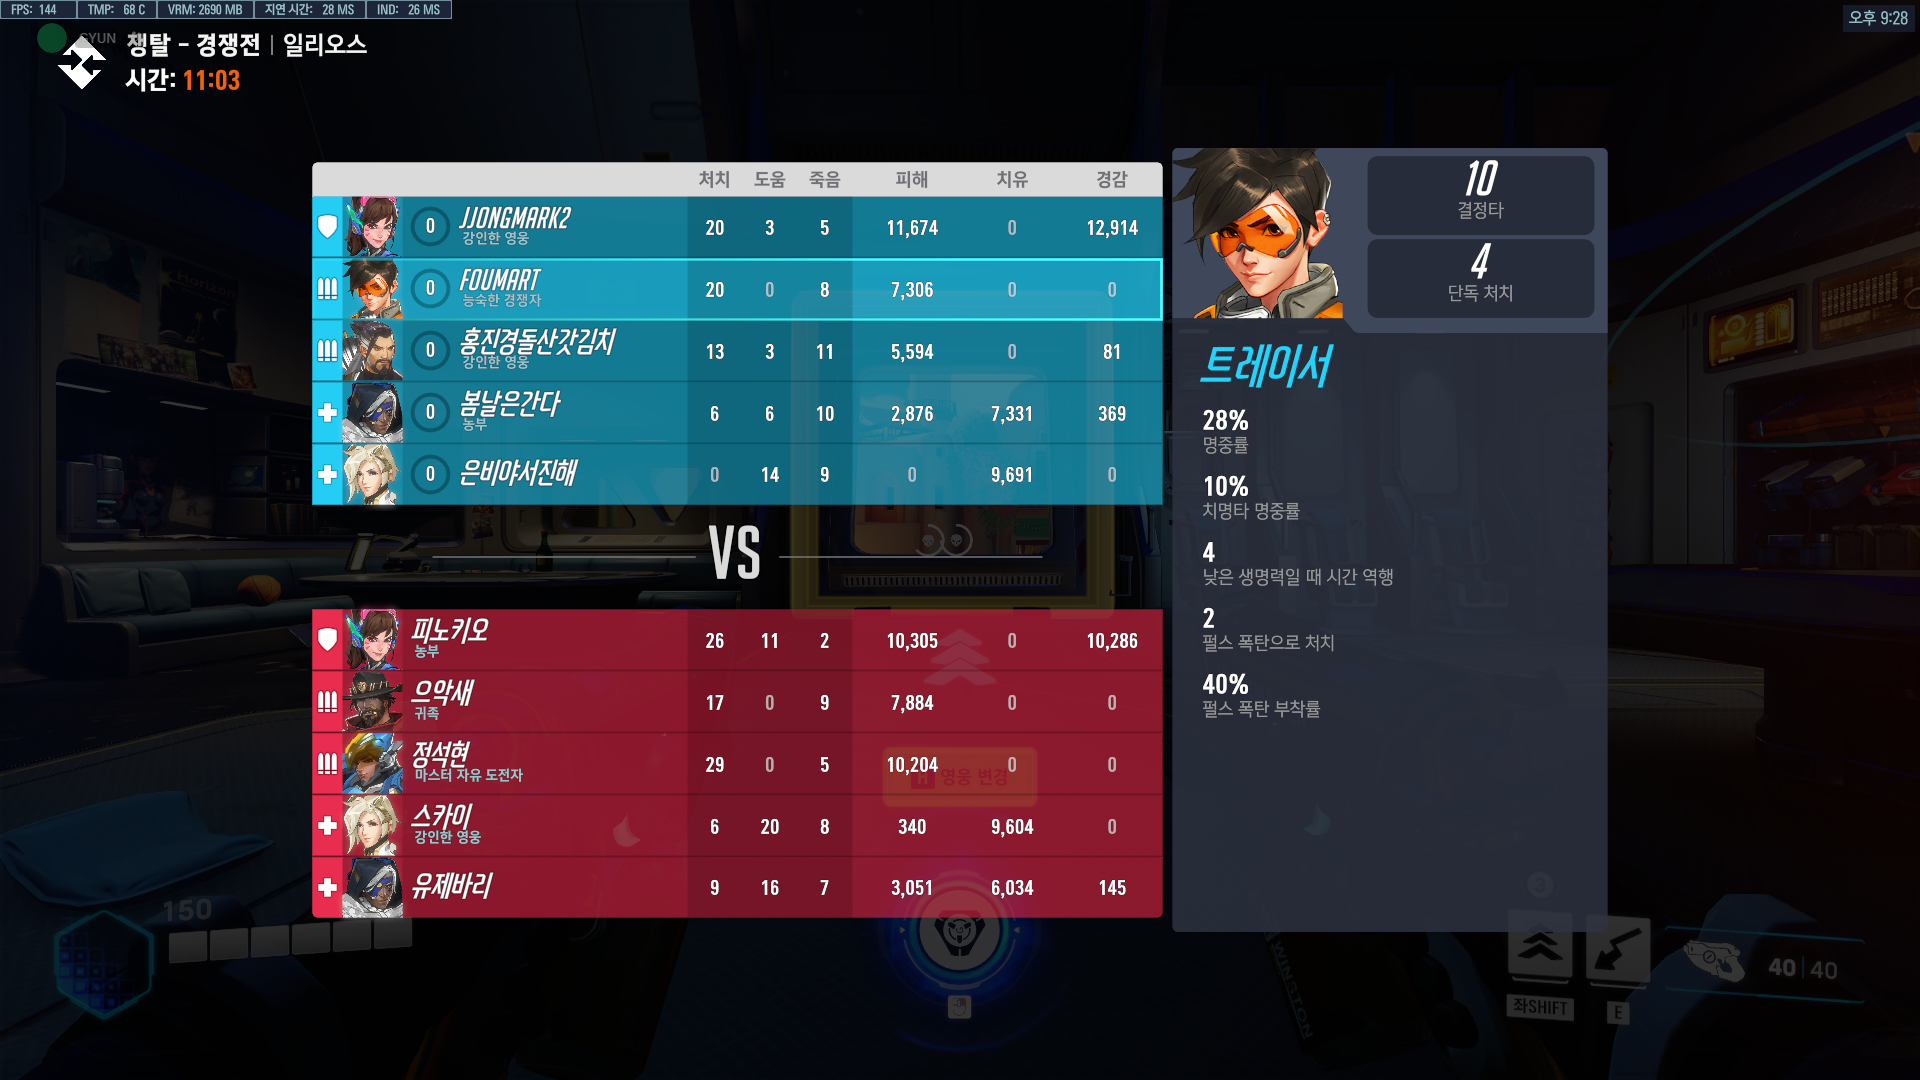 FPS: 144 TMP: 68 C VRM: 2690 MB 지연 시간: 28 MS IND: 26 MS
오후 9:28
GYUN
쟁탈 - 경쟁전 | 일리오스
시간: 11:03
처치 도움 죽음 피해 치유 경감
0 JJONGMARK2 20 3 5 11,674 0 12,914
강인한 영웅
0 FOUMART 20 0 8 7,306 0 0
능숙한 경쟁자
0 홍진경돌산갓김치 13 3 11 5,594 0 81
강인한 영웅
0 봄날은간다 6 6 10 2,876 7,331 369
농부
0 은비야서진해 0 14 9 0 9,691 0
VS
피노키오 26 11 2 10,305 0 10,286
농부
으악새 17 0 9 7,884 0 0
귀족
정석현 29 0 5 10,204 0 0
마스터 자유 도전자
스카이 6 20 8 340 9,604 0
강인한 영웅
유제바리 9 16 7 3,051 6,034 145
10
결정타
4
단독 처치
트레이서
28%
명중률
10%
치명타 명중률
4
낮은 생명력일 때 시간 역행
2
펄스 폭탄으로 처치
40%
펄스 폭탄 부착률
Horizon
H 영웅 변경
150
3
WINSTON
40 | 40
좌SHIFT
E